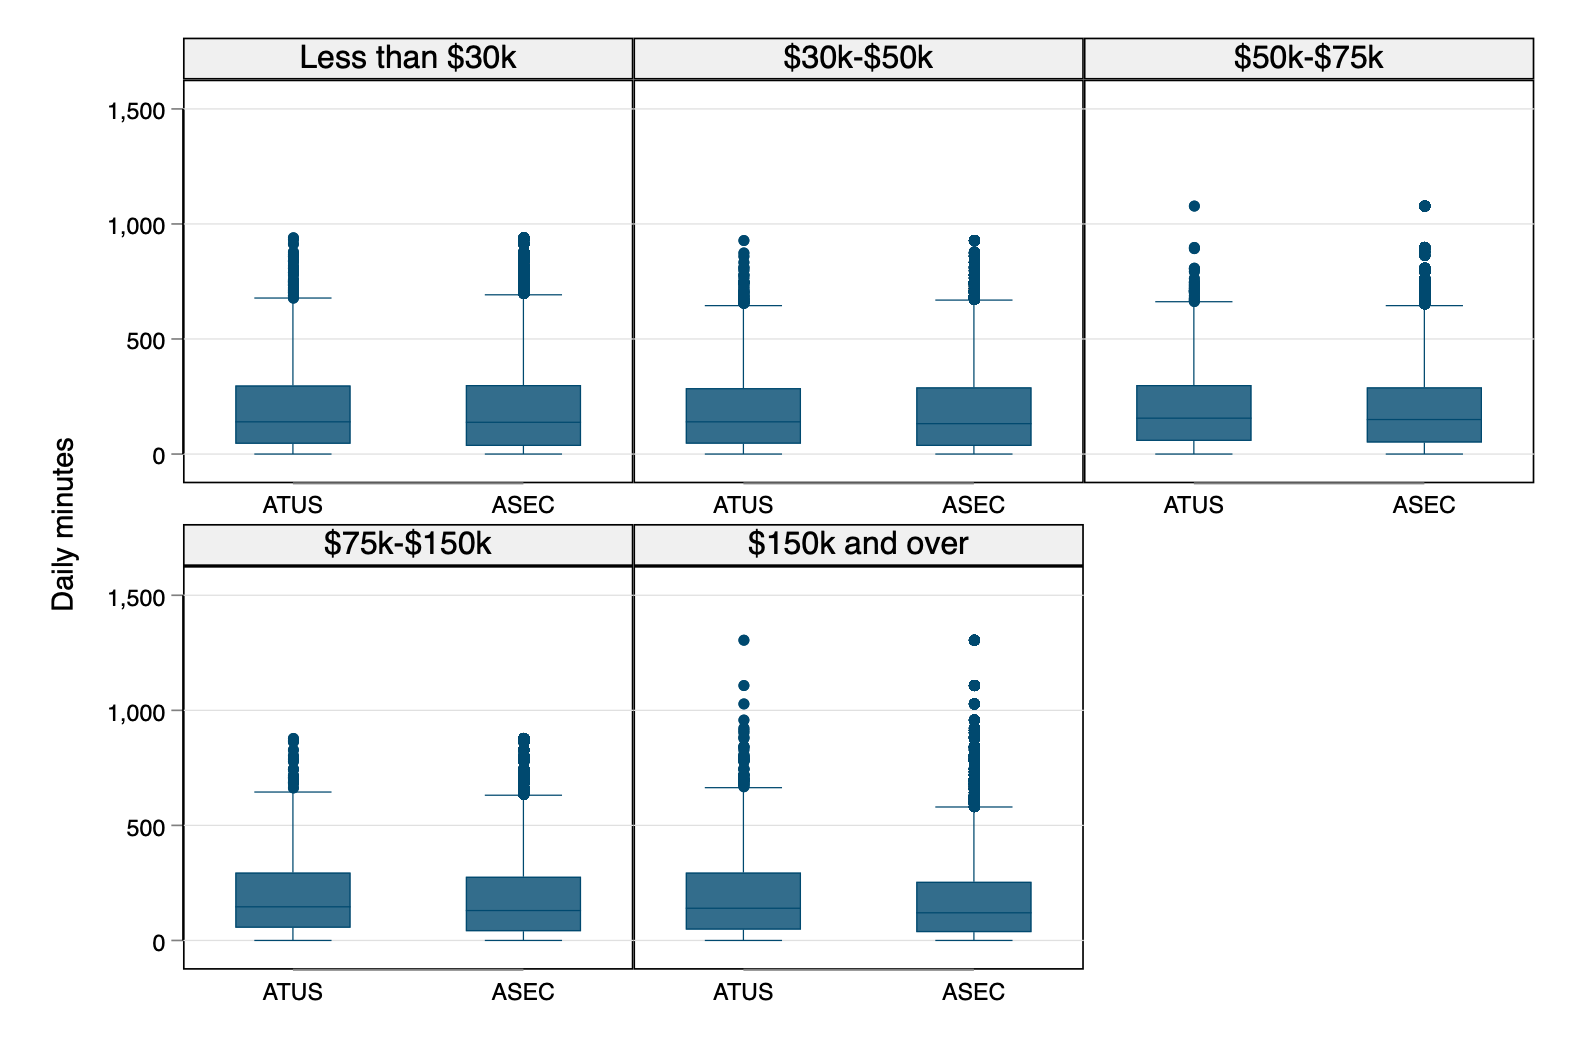 Less than $30k
$30k-$50k
$50k-$75k
1,500
1,000
500
0
ATUS
ASEC
ATUS
ASEC
ATUS
ASEC
Daily minutes
$75k-$150k
$150k and over
1,500
1,000
500
0
ATUS
ASEC
ATUS
ASEC